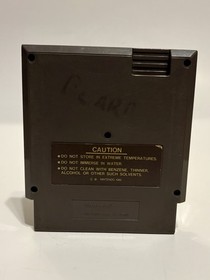 CAUTION
• DO NOT STORE IN EXTREME TEMPERATURES.
• DO NOT IMMERSE IN WATER.
• DO NOT CLEAN WITH BENZENE, THINNER,
ALCOHOL OR OTHER SUCH SOLVENTS.